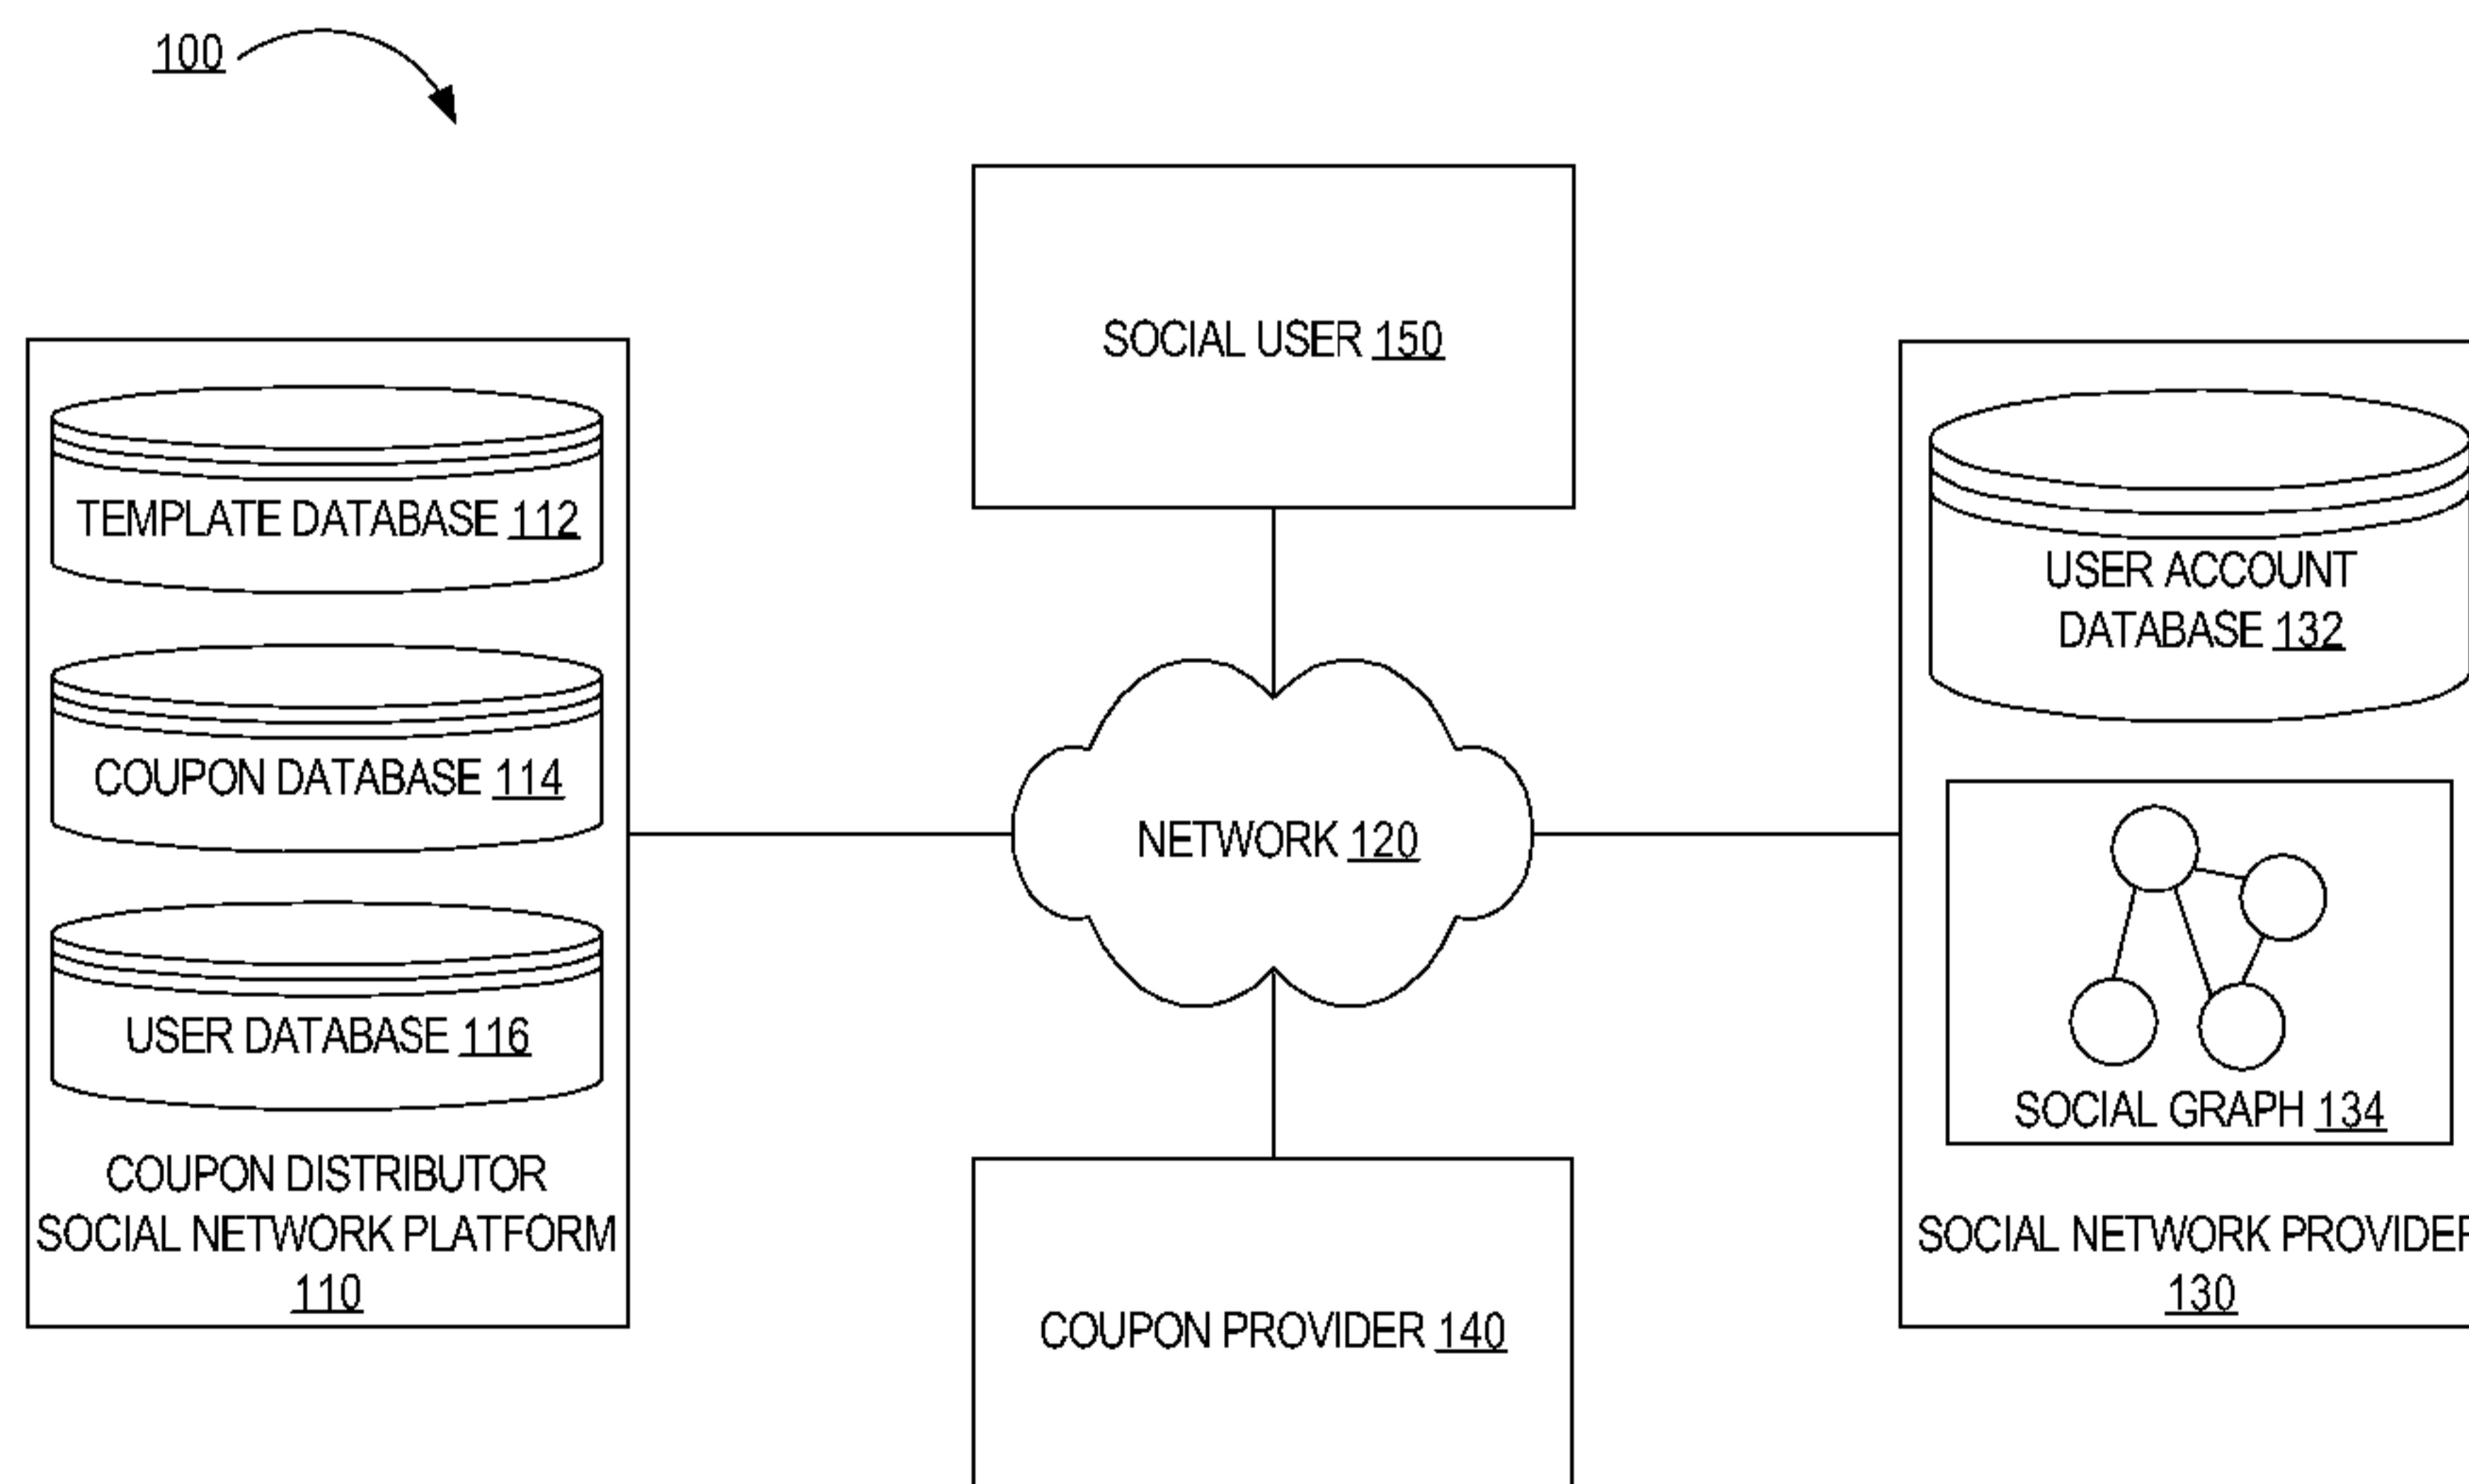 100
SOCIAL USER 150
TEMPLATE DATABASE 112
COUPON DATABASE 114
USER DATABASE 116
COUPON DISTRIBUTOR
SOCIAL NETWORK PLATFORM
110
NETWORK 120
COUPON PROVIDER 140
USER ACCOUNT
DATABASE 132
SOCIAL GRAPH 134
SOCIAL NETWORK PROVIDER
130